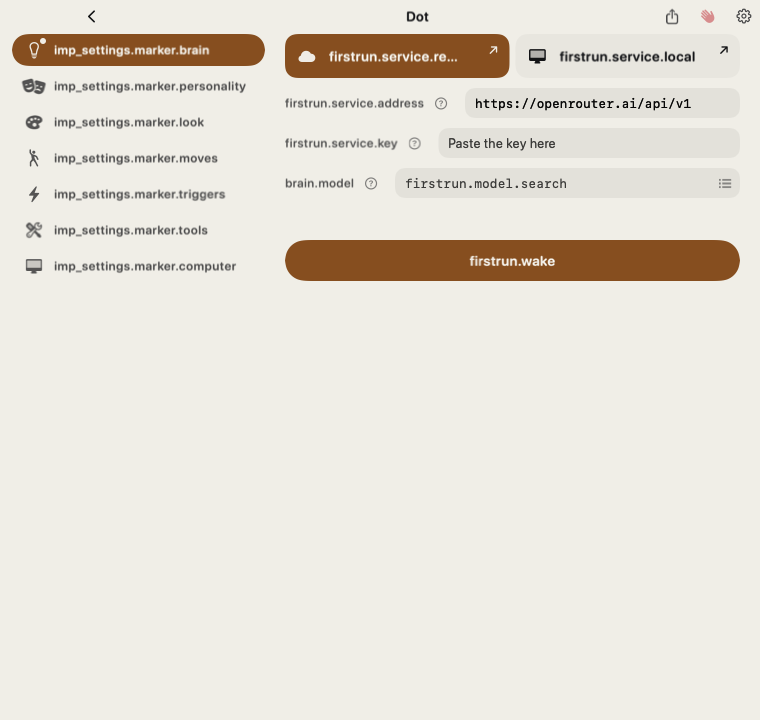 Dot
imp_settings.marker.brain
imp_settings.marker.personality
imp_settings.marker.look
imp_settings.marker.moves
imp_settings.marker.triggers
imp_settings.marker.tools
imp_settings.marker.computer
firstrun.service.re...
firstrun.service.local
firstrun.service.address ? https://openrouter.ai/api/v1
firstrun.service.key ? Paste the key here
brain.model ? firstrun.model.search
firstrun.wake